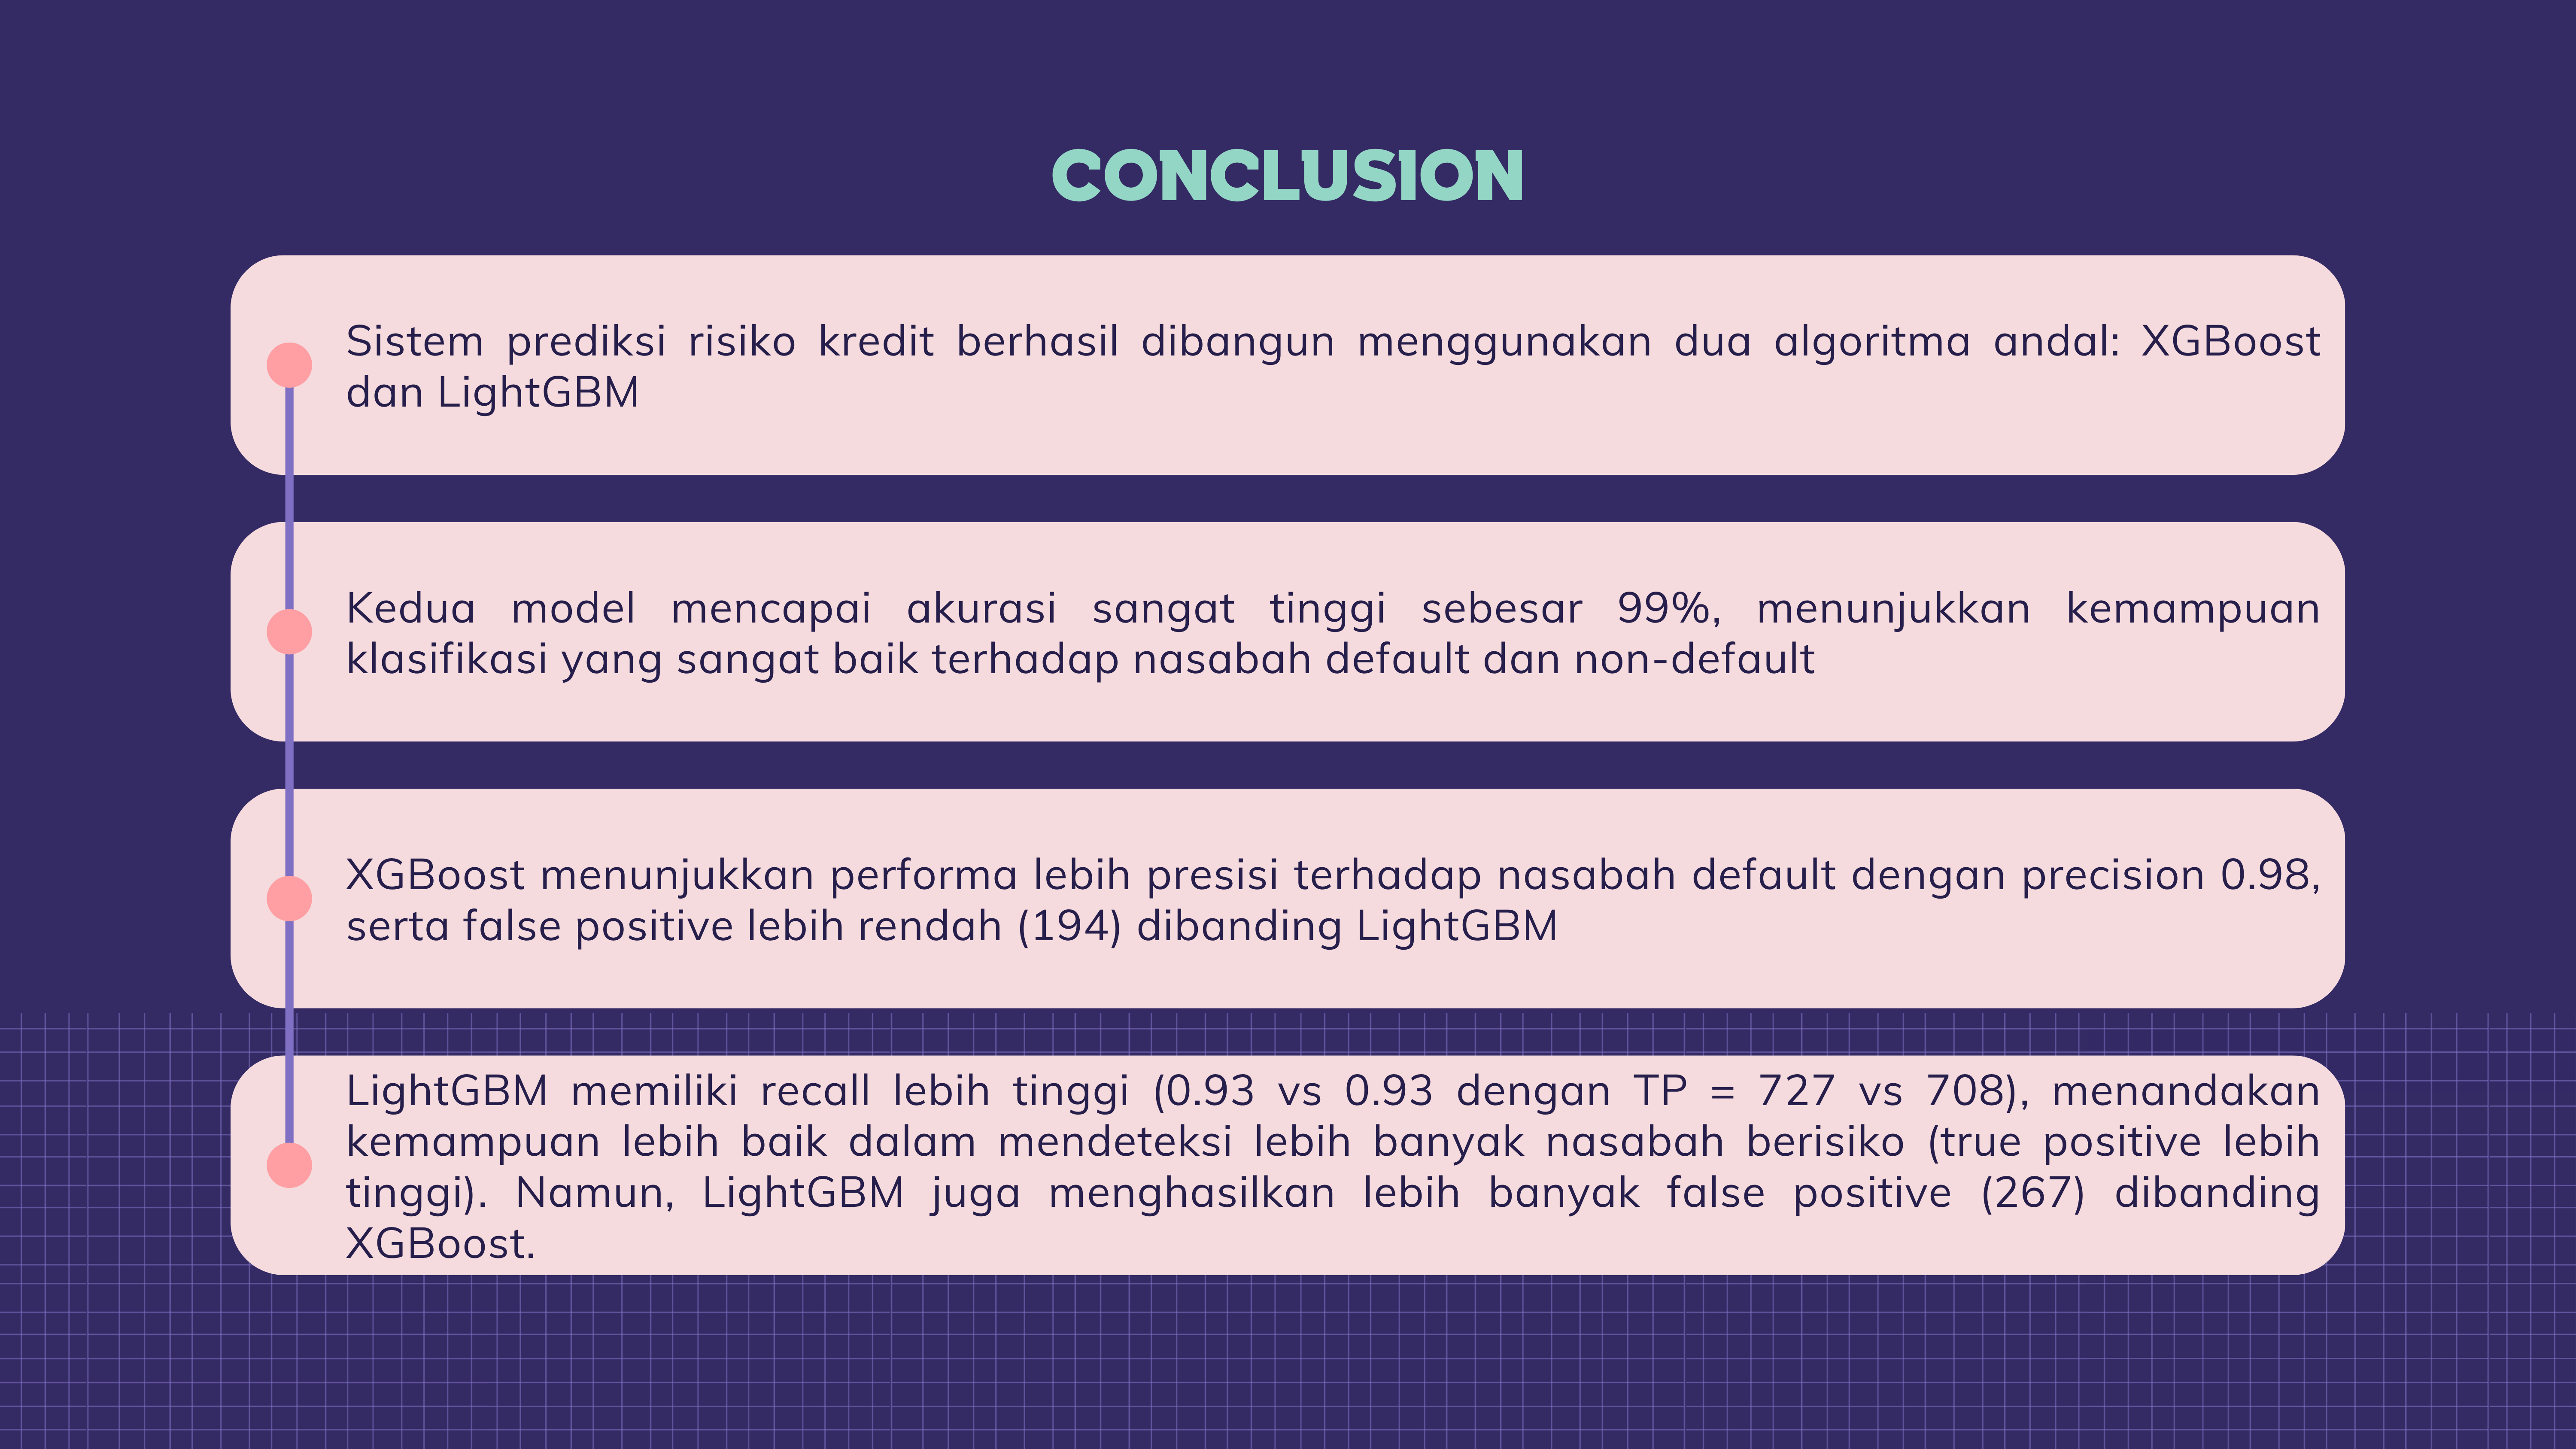 CONCLUSION
Sistem prediksi risiko kredit berhasil dibangun menggunakan dua algoritma andal: XGBoost
dan LightGBM
Kedua model mencapai akurasi sangat tinggi sebesar 99%, menunjukkan kemampuan
klasifikasi yang sangat baik terhadap nasabah default dan non-default
XGBoost menunjukkan performa lebih presisi terhadap nasabah default dengan precision 0.98,
serta false positive lebih rendah (194) dibanding LightGBM
LightGBM memiliki recall lebih tinggi (0.93 vs 0.93 dengan TP = 727 vs 708), menandakan
kemampuan lebih baik dalam mendeteksi lebih banyak nasabah berisiko (true positive lebih
tinggi). Namun, LightGBM juga menghasilkan lebih banyak false positive (267) dibanding
XGBoost.